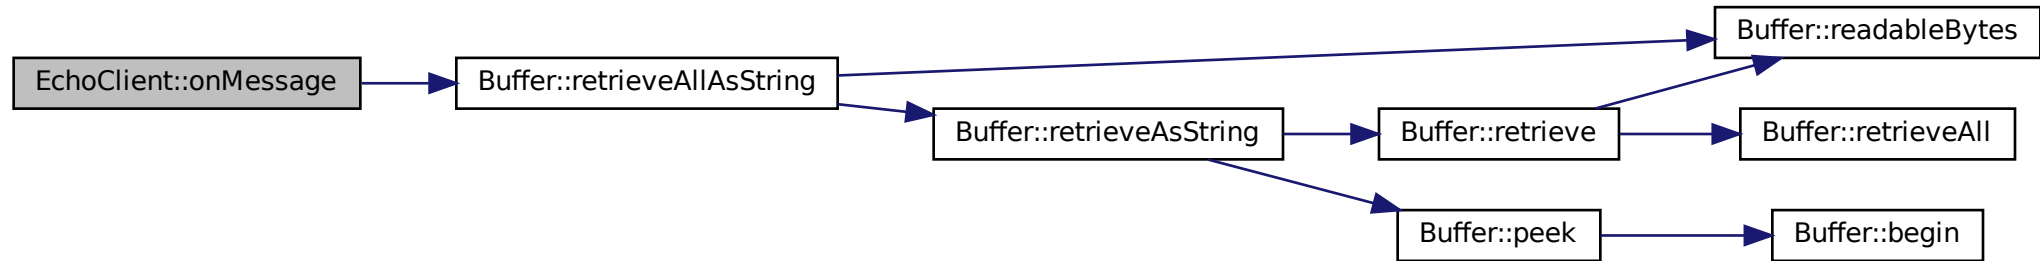 EchoClient::onMessage
Buffer::retrieveAllAsString
Buffer::readableBytes
Buffer::retrieveAsString
Buffer::retrieve
Buffer::retrieveAll
Buffer::peek
Buffer::begin